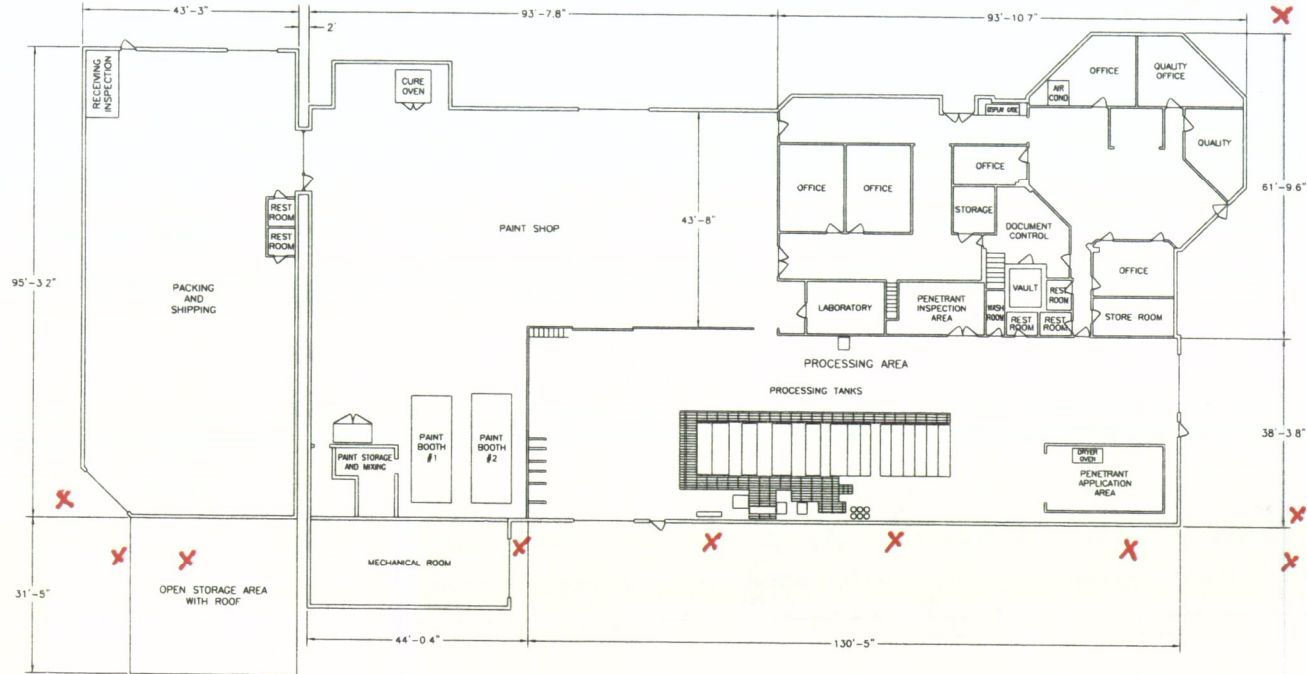 43'-3"
2'
93'-7.8"
93'-10 7"
RECEIVING
INSPECTION
CURE
OVEN
AIR
COND
OFFICE
QUALITY
OFFICE
DISPLAY CASE
QUALITY
OFFICE
OFFICE
OFFICE
STORAGE
61'-9.6"
REST
ROOM
REST
ROOM
PAINT SHOP
43'-8"
DOCUMENT
CONTROL
95'-3 2"
PACKING
AND
SHIPPING
OFFICE
VAULT
REST
ROOM
LABORATORY
PENETRANT
INSPECTION
AREA
WASH
ROOM
REST
ROOM
REST
ROOM
STORE ROOM
PROCESSING AREA
PROCESSING TANKS
38'-3.8"
PAINT STORAGE
AND MIXING
PAINT
BOOTH
#1
PAINT
BOOTH
#2
DRYER
OVEN
PENETRANT
APPLICATION
AREA
MECHANICAL ROOM
31'-5"
OPEN STORAGE AREA
WITH ROOF
44'-0 4"
130'-5"